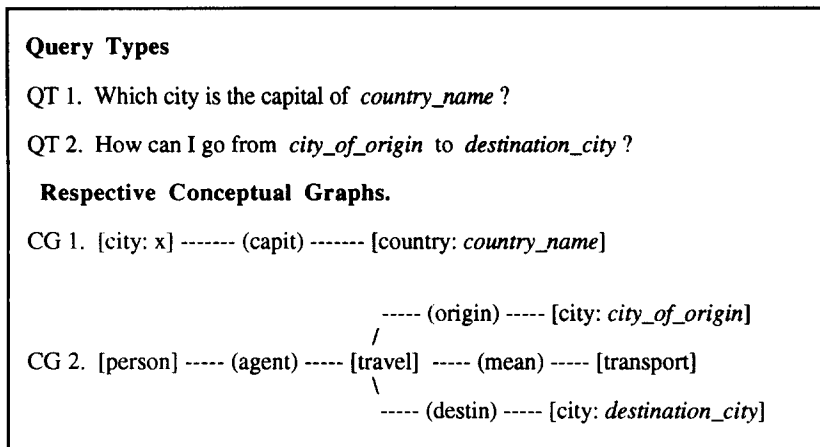 Query Types
QT 1. Which city is the capital of country_name ?
QT 2. How can I go from city_of_origin to destination_city ?
Respective Conceptual Graphs.
CG 1. [city: x] ------- (capit) ------- [country: country_name]
----- (origin) ----- [city: city_of_origin]
/
CG 2. [person] ----- (agent) ----- [travel] ----- (mean) ----- [transport]
\
----- (destin) ----- [city: destination_city]